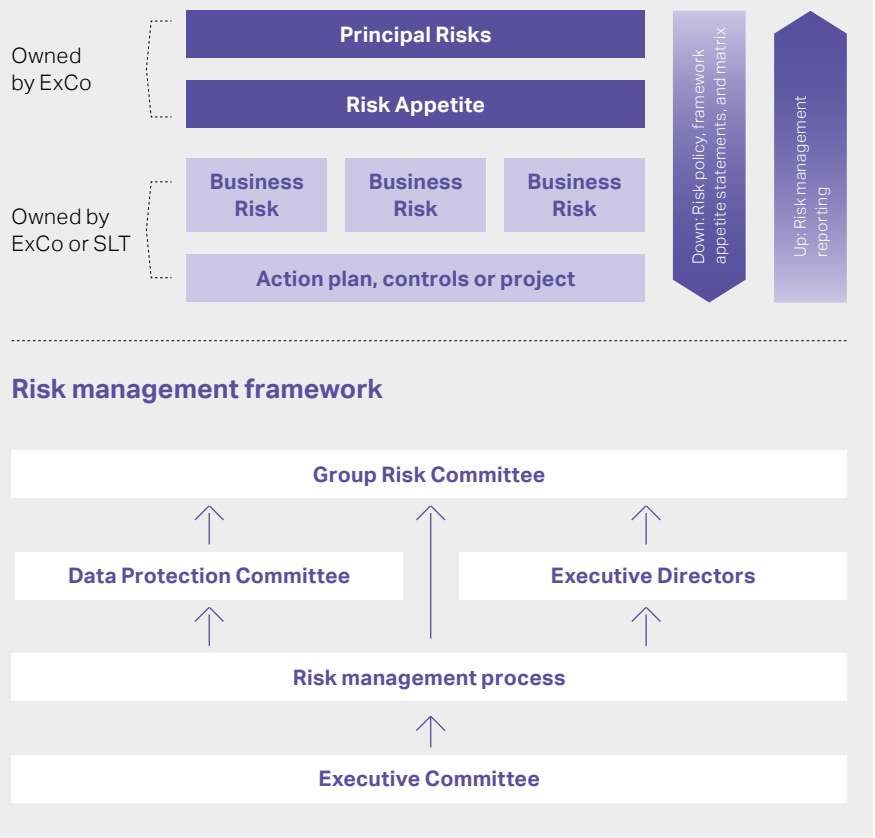 Owned
by ExCo
Principal Risks
Risk Appetite
Owned by
ExCo or SLT
Business
Risk
Business
Risk
Business
Risk
Action plan, controls or project
Down: Risk policy, framework
appetite statements, and matrix
Up: Risk management
reporting
Risk management framework
Group Risk Committee
Data Protection Committee
Executive Directors
Risk management process
Executive Committee